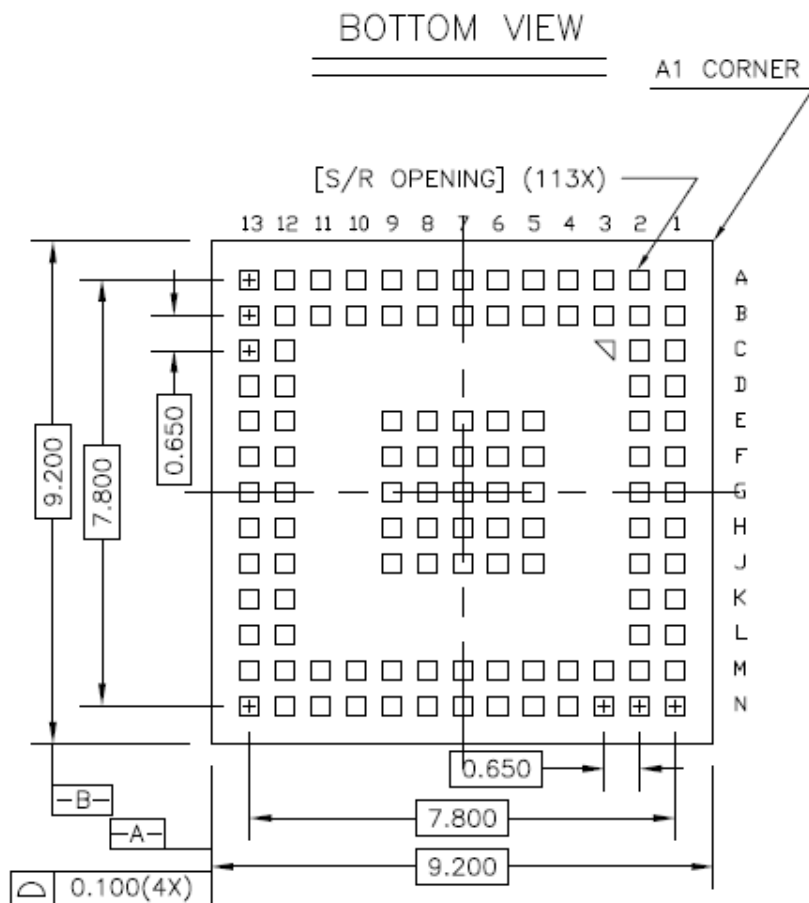 BOTTOM VIEW
A1 CORNER
[S/R OPENING] (113X)
13 12 11 10 9 8 7 6 5 4 3 2 1
A
B
C
D
E
F
G
H
J
K
L
M
N
9.200
7.800
0.650
0.650
7.800
9.200
-B-
-A-
0.100(4X)